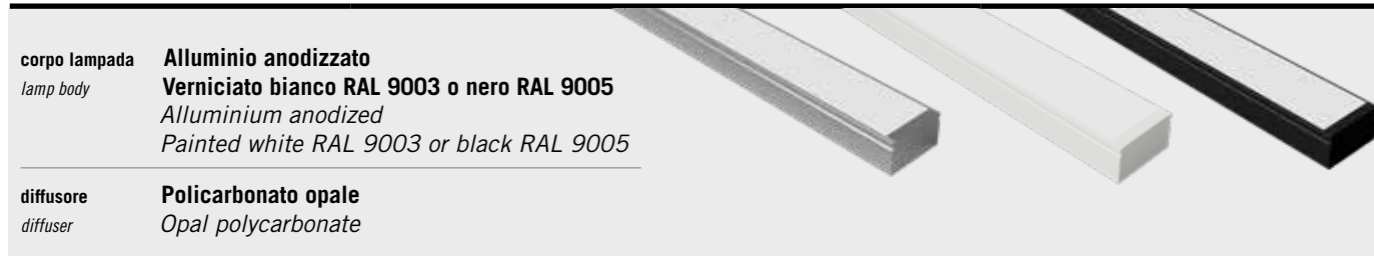 corpo lampada Alluminio anodizzato
lamp body Verniciato bianco RAL 9003 o nero RAL 9005
Alluminium anodized
Painted white RAL 9003 or black RAL 9005
diffusore Policarbonato opale
diffuser Opal polycarbonate